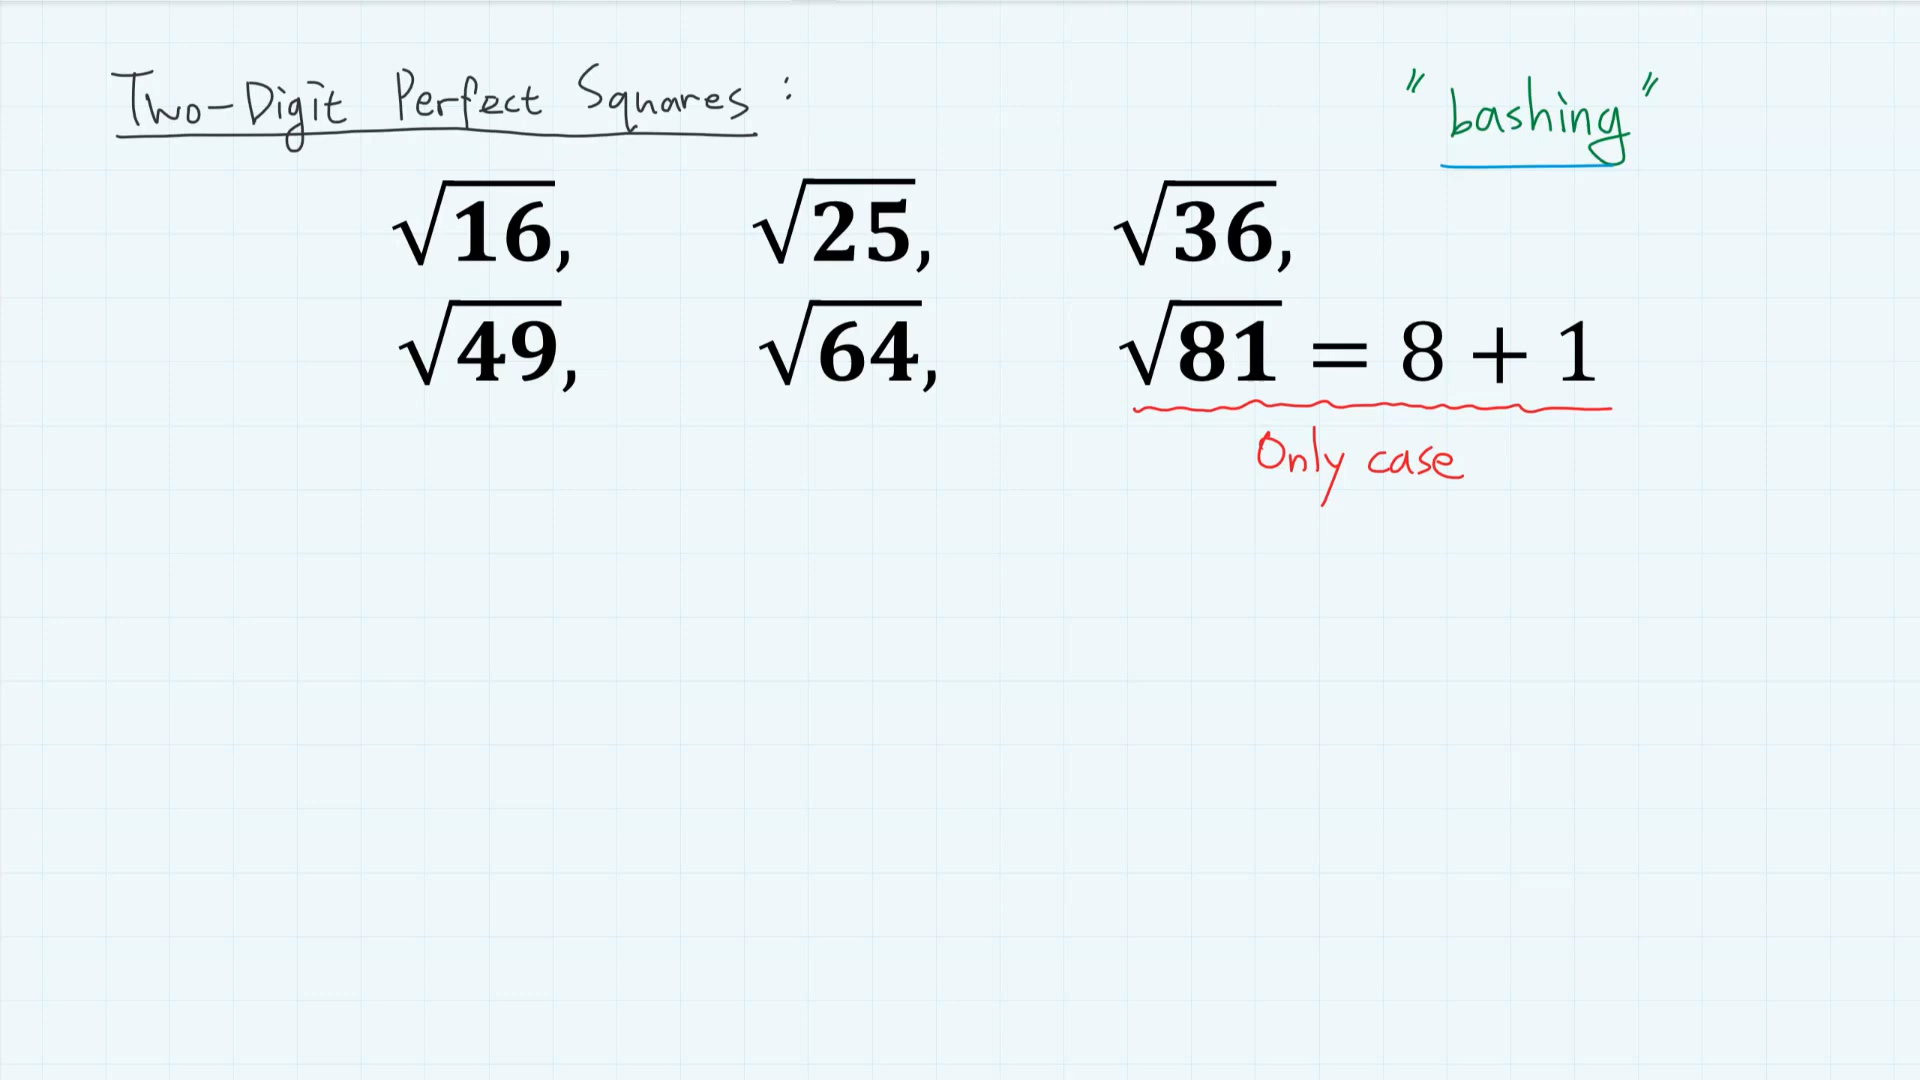 Two-Digit Perfect Squares :
"bashing"
√16, √25, √36,
√49, √64, √81 = 8 + 1
Only case